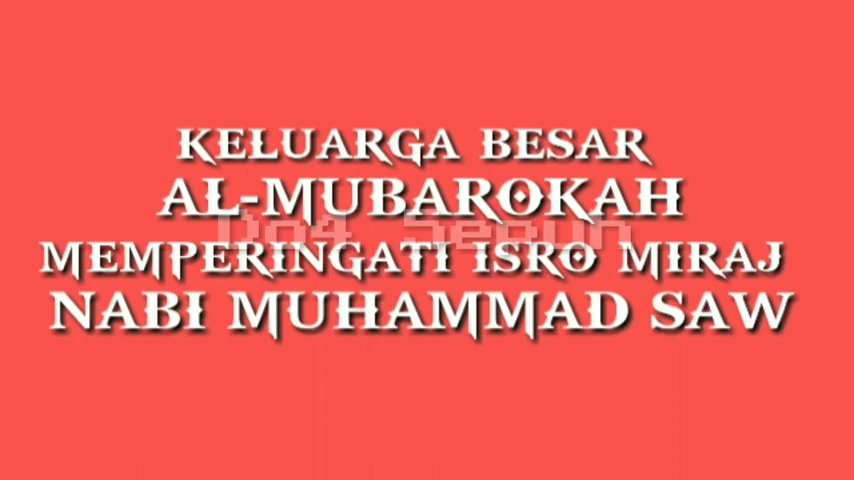 KELUARGA BESAR
AL-MUBAROKAH
MEMPERINGATI ISRO MIRAJ
NABI MUHAMMAD SAW